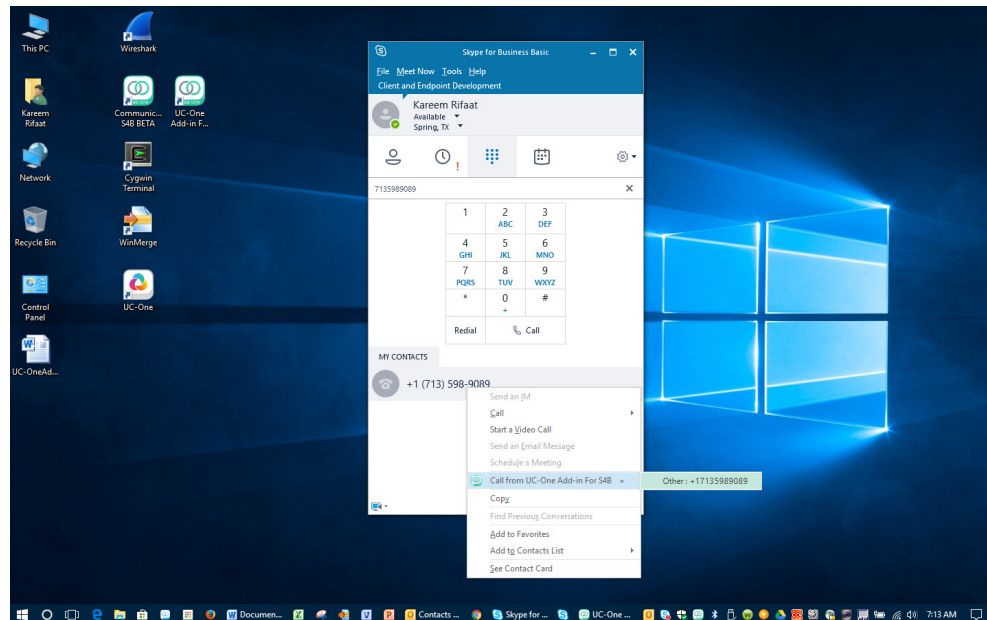 This PC
Wireshark
Kareem
Rifaat
Communic...
S4B BETA
UC-One
Add-in F...
Network
Cygwin
Terminal
Recycle Bin
WinMerge
Control
Panel
UC-One
UC-OneAd...
Skype for Business Basic
File Meet Now Tools Help
Client and Endpoint Development
Kareem Rifaat
Available
Spring, TX
7135989089
1 2 3
ABC DEF
4 5 6
GHI JKL MNO
7 8 9
PQRS TUV WXYZ
* 0 #
+
Redial Call
MY CONTACTS
+1 (713) 598-9089
Send an IM
Call
Start a Video Call
Send an Email Message
Schedule a Meeting
Call from UC-One Add-in For S4B
Other: +17135989089
Copy
Find Previous Conversations
Add to Favorites
Add to Contacts List
See Contact Card
Documen... Contacts ... Skype for ... UC-One ... 7:13 AM